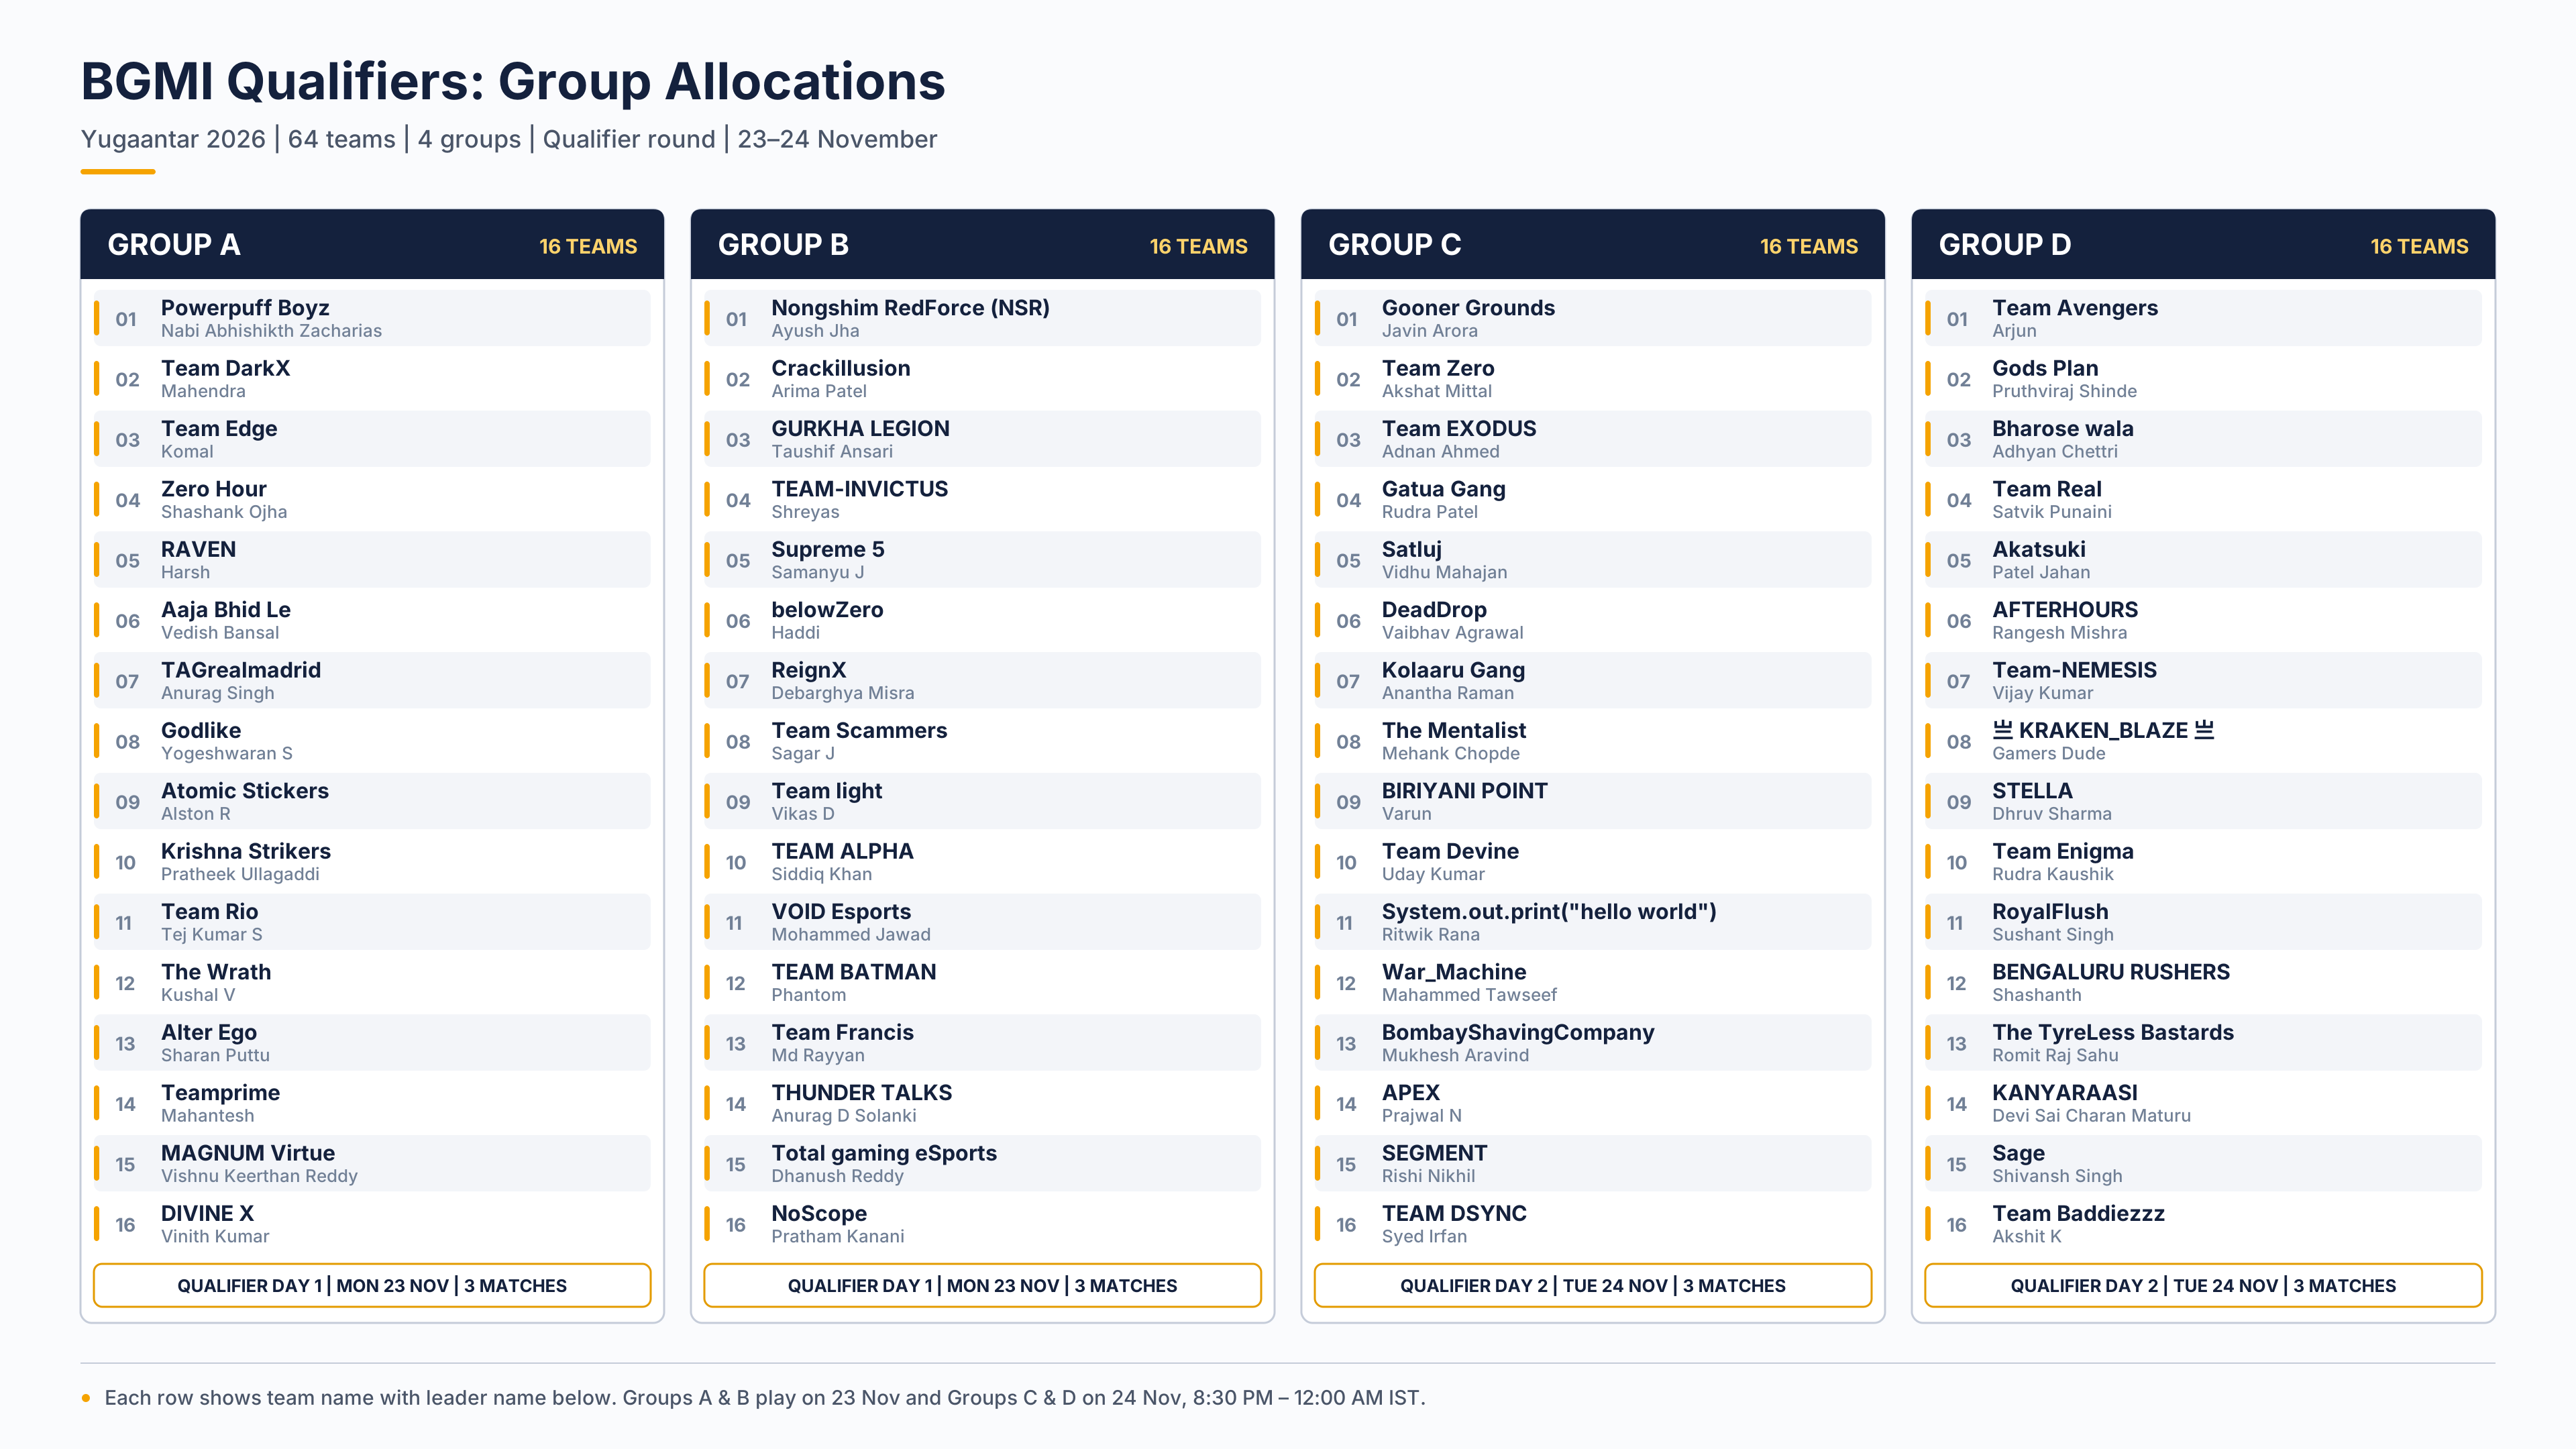 BGMI Qualifiers: Group Allocations
Yugaantar 2026 | 64 teams | 4 groups | Qualifier round | 23–24 November
GROUP A 16 TEAMS
01 Powerpuff Boyz
Nabi Abhishikth Zacharias
02 Team DarkX
Mahendra
03 Team Edge
Komal
04 Zero Hour
Shashank Ojha
05 RAVEN
Harsh
06 Aaja Bhid Le
Vedish Bansal
07 TAGrealmadrid
Anurag Singh
08 Godlike
Yogeshwaran S
09 Atomic Stickers
Alston R
10 Krishna Strikers
Pratheek Ullagaddi
11 Team Rio
Tej Kumar S
12 The Wrath
Kushal V
13 Alter Ego
Sharan Puttu
14 Teamprime
Mahantesh
15 MAGNUM Virtue
Vishnu Keerthan Reddy
16 DIVINE X
Vinith Kumar
QUALIFIER DAY 1 | MON 23 NOV | 3 MATCHES
GROUP B 16 TEAMS
01 Nongshim RedForce (NSR)
Ayush Jha
02 Crackillusion
Arima Patel
03 GURKHA LEGION
Taushif Ansari
04 TEAM-INVICTUS
Shreyas
05 Supreme 5
Samanyu J
06 belowZero
Haddi
07 ReignX
Debarghya Misra
08 Team Scammers
Sagar J
09 Team light
Vikas D
10 TEAM ALPHA
Siddiq Khan
11 VOID Esports
Mohammed Jawad
12 TEAM BATMAN
Phantom
13 Team Francis
Md Rayyan
14 THUNDER TALKS
Anurag D Solanki
15 Total gaming eSports
Dhanush Reddy
16 NoScope
Pratham Kanani
QUALIFIER DAY 1 | MON 23 NOV | 3 MATCHES
GROUP C 16 TEAMS
01 Gooner Grounds
Javin Arora
02 Team Zero
Akshat Mittal
03 Team EXODUS
Adnan Ahmed
04 Gatua Gang
Rudra Patel
05 Satluj
Vidhu Mahajan
06 DeadDrop
Vaibhav Agrawal
07 Kolaaru Gang
Anantha Raman
08 The Mentalist
Mehank Chopde
09 BIRIYANI POINT
Varun
10 Team Devine
Uday Kumar
11 System.out.print("hello world")
Ritwik Rana
12 War_Machine
Mahammed Tawseef
13 BombayShavingCompany
Mukhesh Aravind
14 APEX
Prajwal N
15 SEGMENT
Rishi Nikhil
16 TEAM DSYNC
Syed Irfan
QUALIFIER DAY 2 | TUE 24 NOV | 3 MATCHES
GROUP D 16 TEAMS
01 Team Avengers
Arjun
02 Gods Plan
Pruthviraj Shinde
03 Bharose wala
Adhyan Chettri
04 Team Real
Satvik Punaini
05 Akatsuki
Patel Jahan
06 AFTERHOURS
Rangesh Mishra
07 Team-NEMESIS
Vijay Kumar
08 亗 KRAKEN_BLAZE 亗
Gamers Dude
09 STELLA
Dhruv Sharma
10 Team Enigma
Rudra Kaushik
11 RoyalFlush
Sushant Singh
12 BENGALURU RUSHERS
Shashanth
13 The TyreLess Bastards
Romit Raj Sahu
14 KANYARAASI
Devi Sai Charan Maturu
15 Sage
Shivansh Singh
16 Team Baddiezzz
Akshit K
QUALIFIER DAY 2 | TUE 24 NOV | 3 MATCHES
• Each row shows team name with leader name below. Groups A & B play on 23 Nov and Groups C & D on 24 Nov, 8:30 PM – 12:00 AM IST.